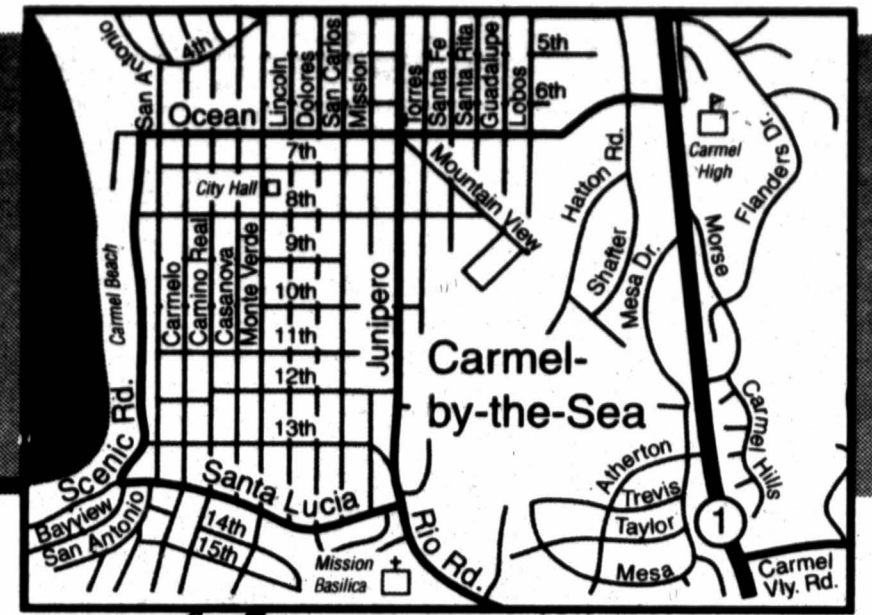 San Antonio
4th
Lincoln
Dolores
San Carlos
Mission
Torres
Santa Fe
Santa Rita
Guadalupe
Lobos
5th
6th
Ocean
7th
City Hall
8th
Mountain View
Hatton Rd.
Carmel
High
Flanders Dr.
Carmel Beach
Carmelo
Camino Real
Casanova
Monte Verde
9th
10th
11th
12th
13th
Junipero
Shafter
Mesa Dr.
Morse
Carmel-
by-the-Sea
Carmel Hills
Scenic Rd.
Santa Lucia
Atherton
Trevis
Taylor
Mesa
1
Bayview
San Antonio
14th
15th
Mission
Basilica
Rio Rd.
Carmel
Vly. Rd.